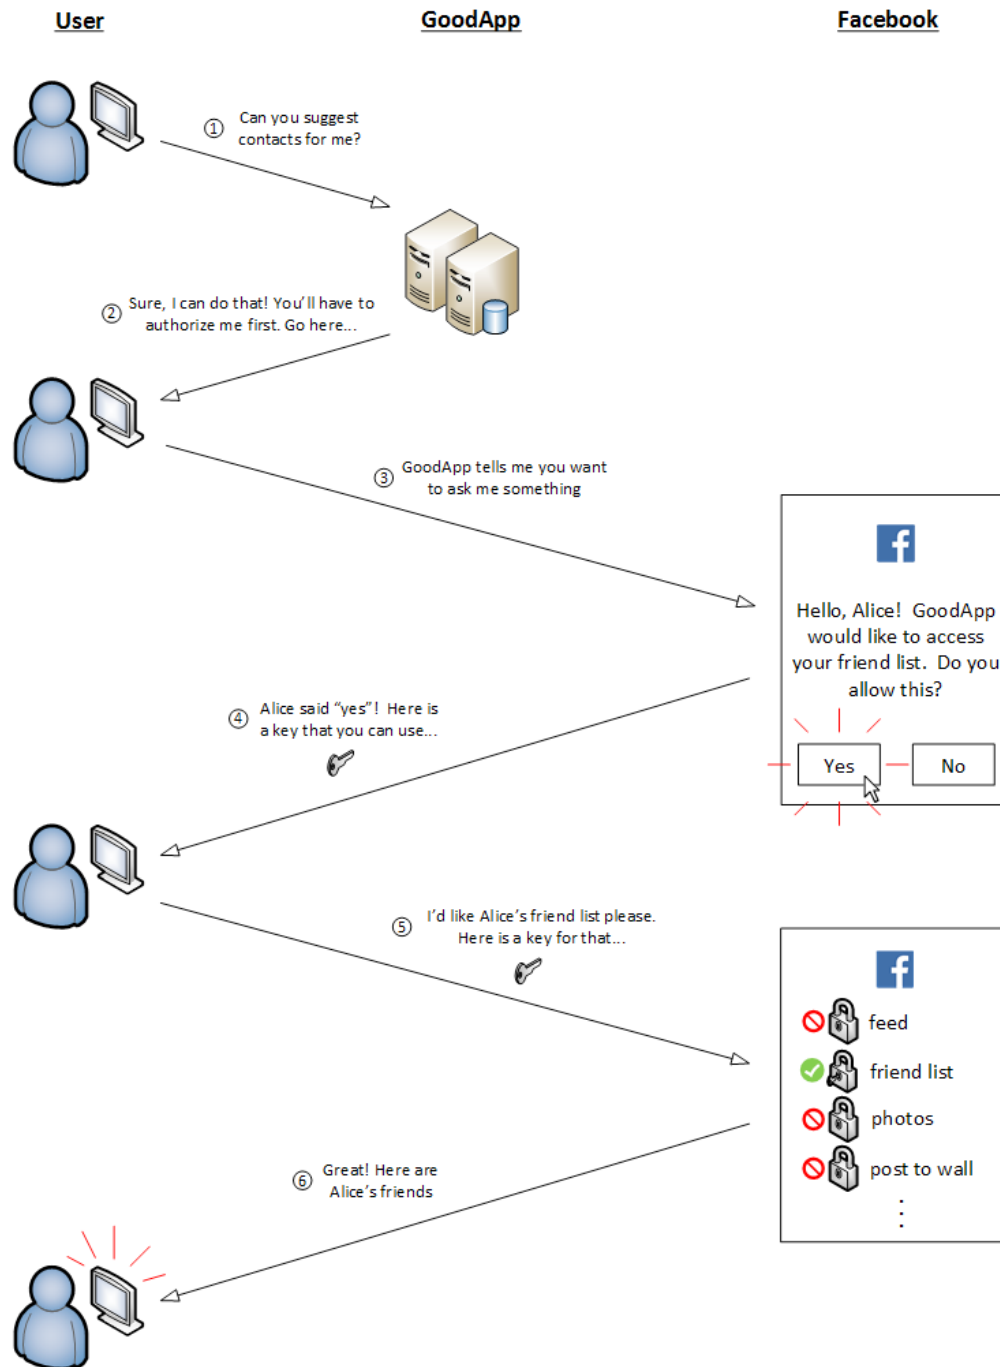 User
GoodApp
Facebook
① Can you suggest
contacts for me?
② Sure, I can do that! You'll have to
authorize me first. Go here...
③ GoodApp tells me you want
to ask me something
f
Hello, Alice! GoodApp
would like to access
your friend list. Do you
allow this?
Yes
No
④ Alice said “yes”! Here is
a key that you can use...
⑤ I'd like Alice's friend list please.
Here is a key for that...
f
feed
friend list
photos
post to wall
⑥ Great! Here are
Alice's friends